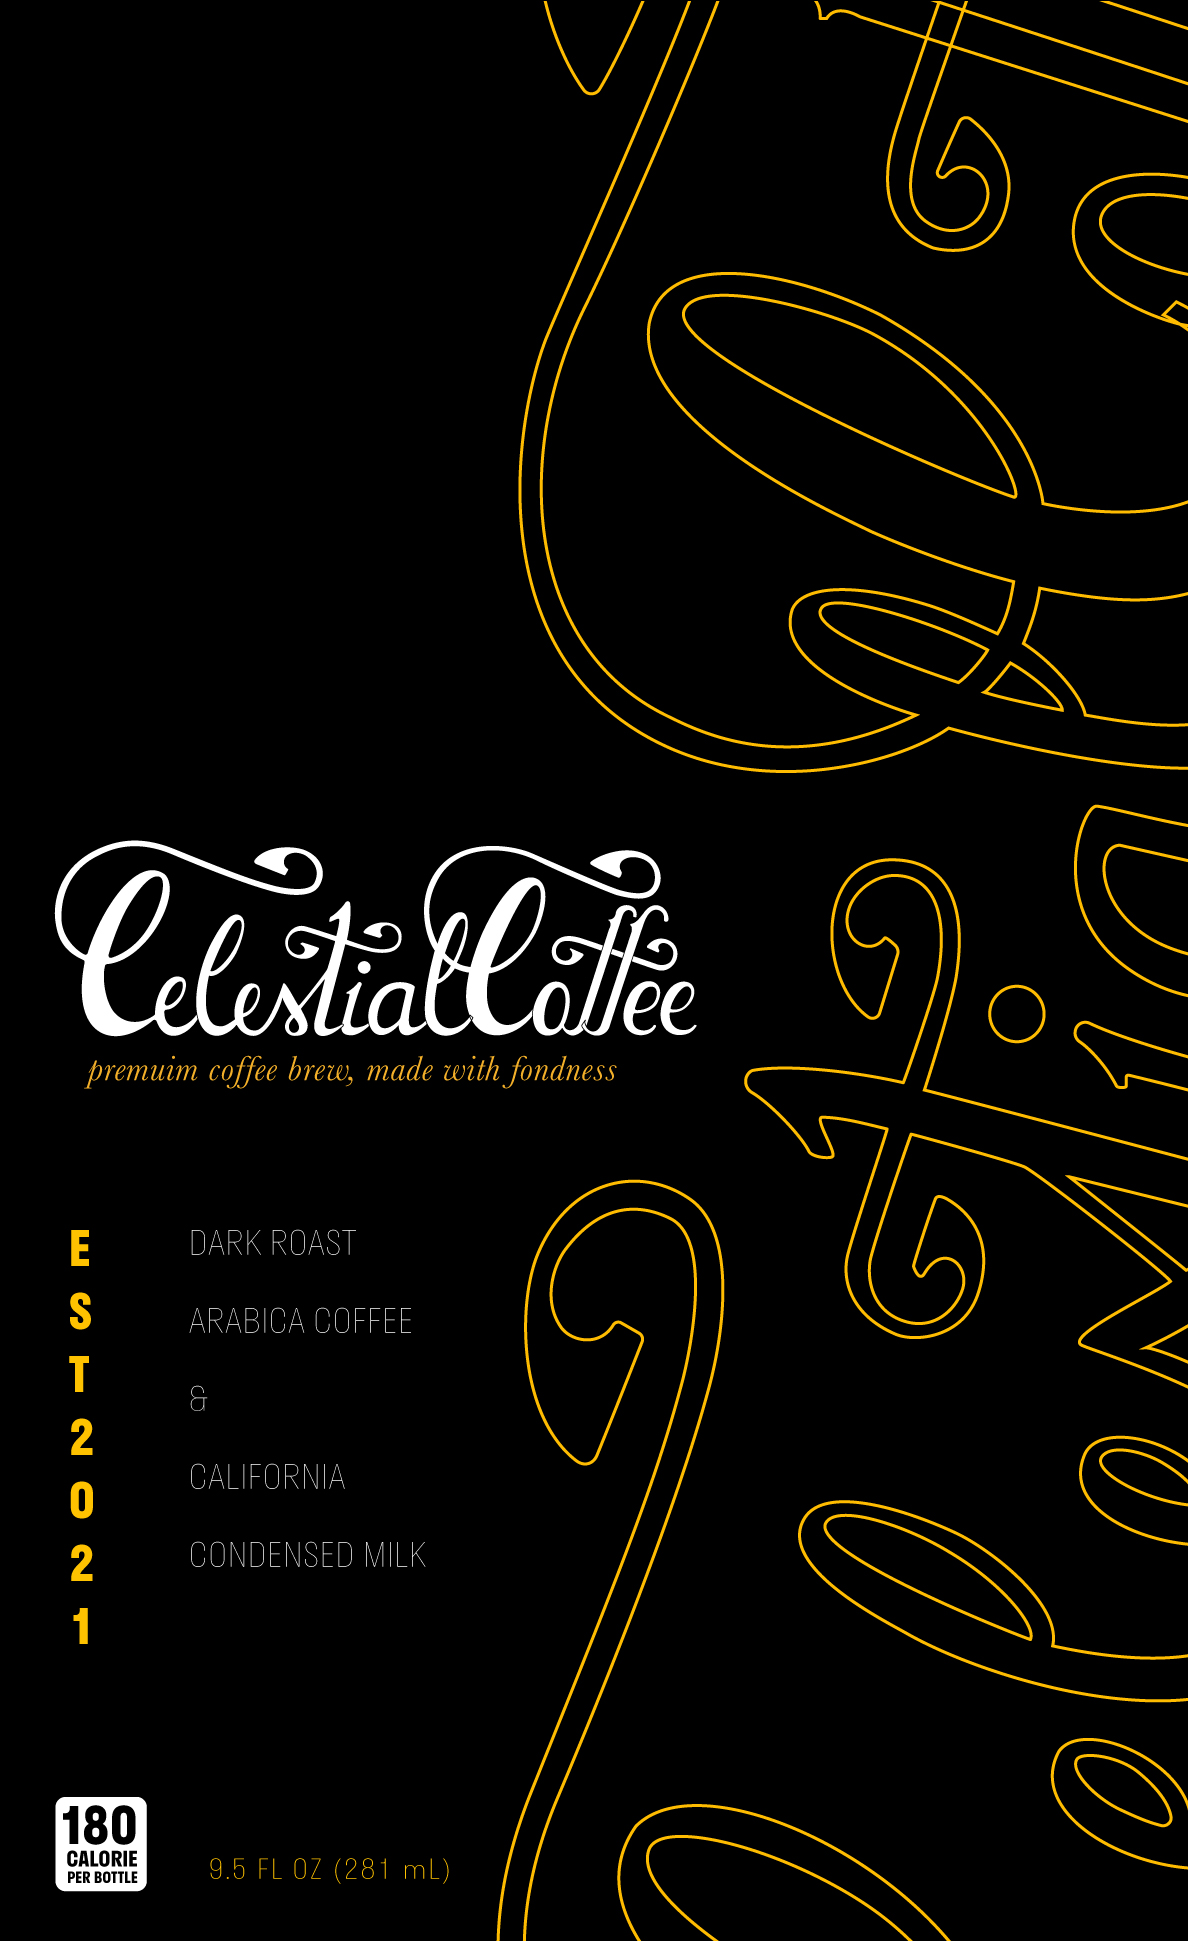 Celestial Coffee
premuim coffee brew, made with fondness
E
S
T
2
0
2
1
DARK ROAST
ARABICA COFFEE
&
CALIFORNIA
CONDENSED MILK
180
CALORIE
PER BOTTLE
9.5 FL OZ (281 mL)